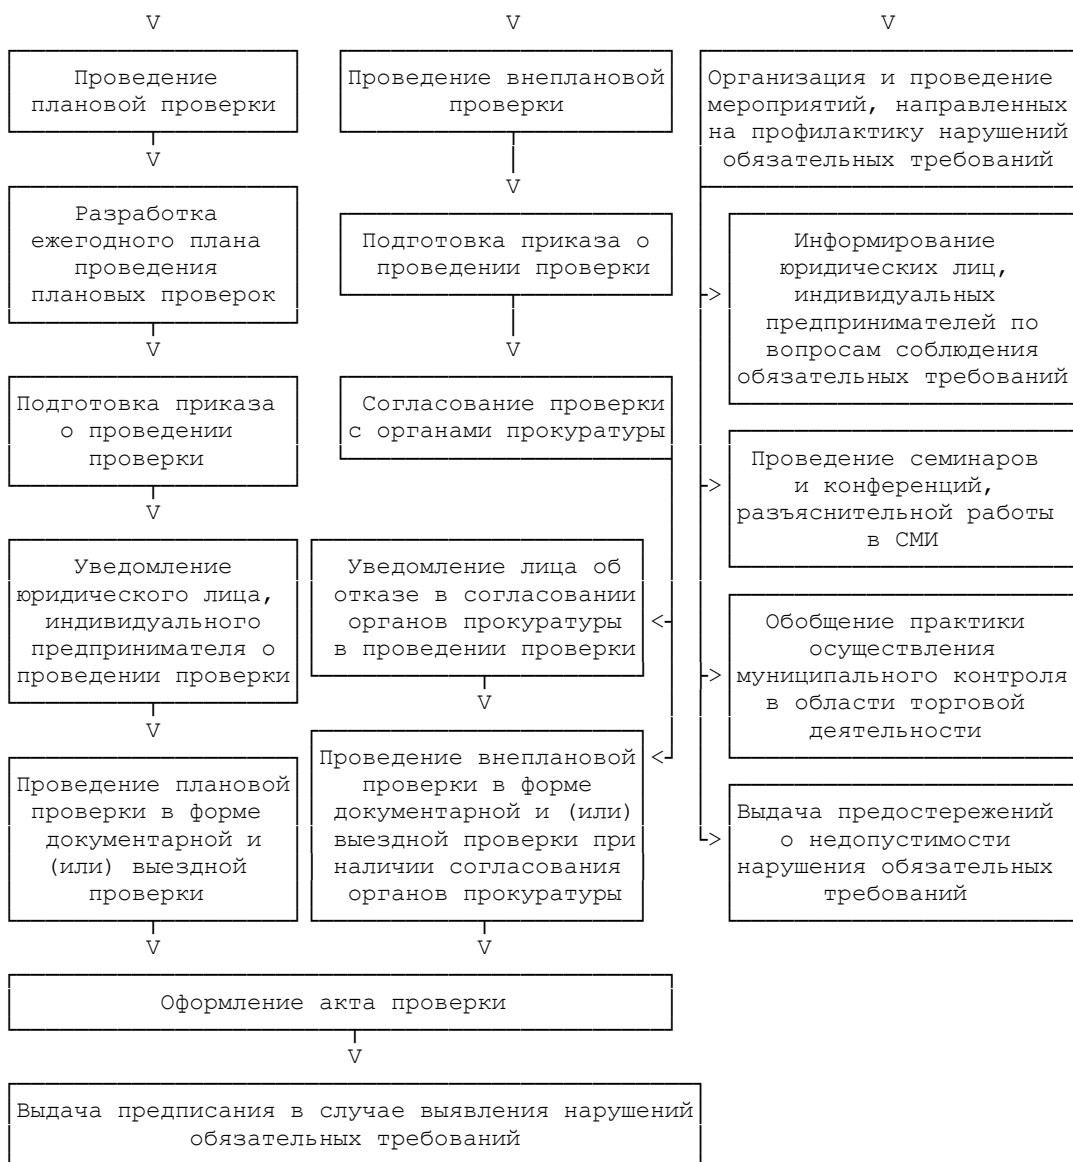 V
V
V
Проведение
плановой проверки
V
Разработка
ежегодного плана
проведения
плановых проверок
V
Подготовка приказа
о проведении
проверки
V
Уведомление
юридического лица,
индивидуального
предпринимателя о
проведении проверки
V
Проведение плановой
проверки в форме
документарной и
(или) выездной
проверки
V
Проведение внеплановой
проверки
V
Подготовка приказа о
проведении проверки
V
Согласование проверки
с органами прокуратуры
Уведомление лица об
отказе в согласовании
органов прокуратуры
в проведении проверки
<
V
Проведение внеплановой
проверки в форме
документарной и (или)
выездной проверки при
наличии согласования
органов прокуратуры
<
V
Организация и проведение
мероприятий, направленных
на профилактику нарушений
обязательных требований
>
Информирование
юридических лиц,
индивидуальных
предпринимателей по
вопросам соблюдения
обязательных требований
>
Проведение семинаров
и конференций,
разъяснительной работы
в СМИ
>
Обобщение практики
осуществления
муниципального контроля
в области торговой
деятельности
>
Выдача предостережений
о недопустимости
нарушения обязательных
требований
Оформление акта проверки
V
Выдача предписания в случае выявления нарушений
обязательных требований